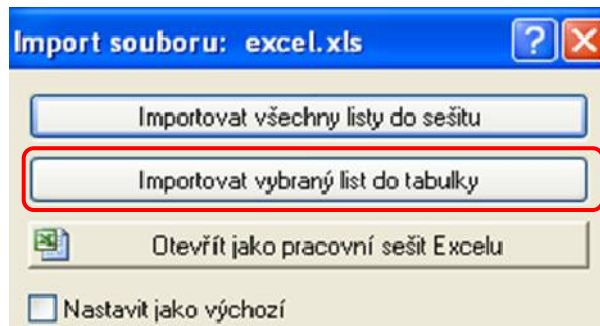 Import souboru: excel.xls
Importovat všechny listy do sešitu
Importovat vybraný list do tabulky
Otevřít jako pracovní sešit Excelu
Nastavit jako výchozí